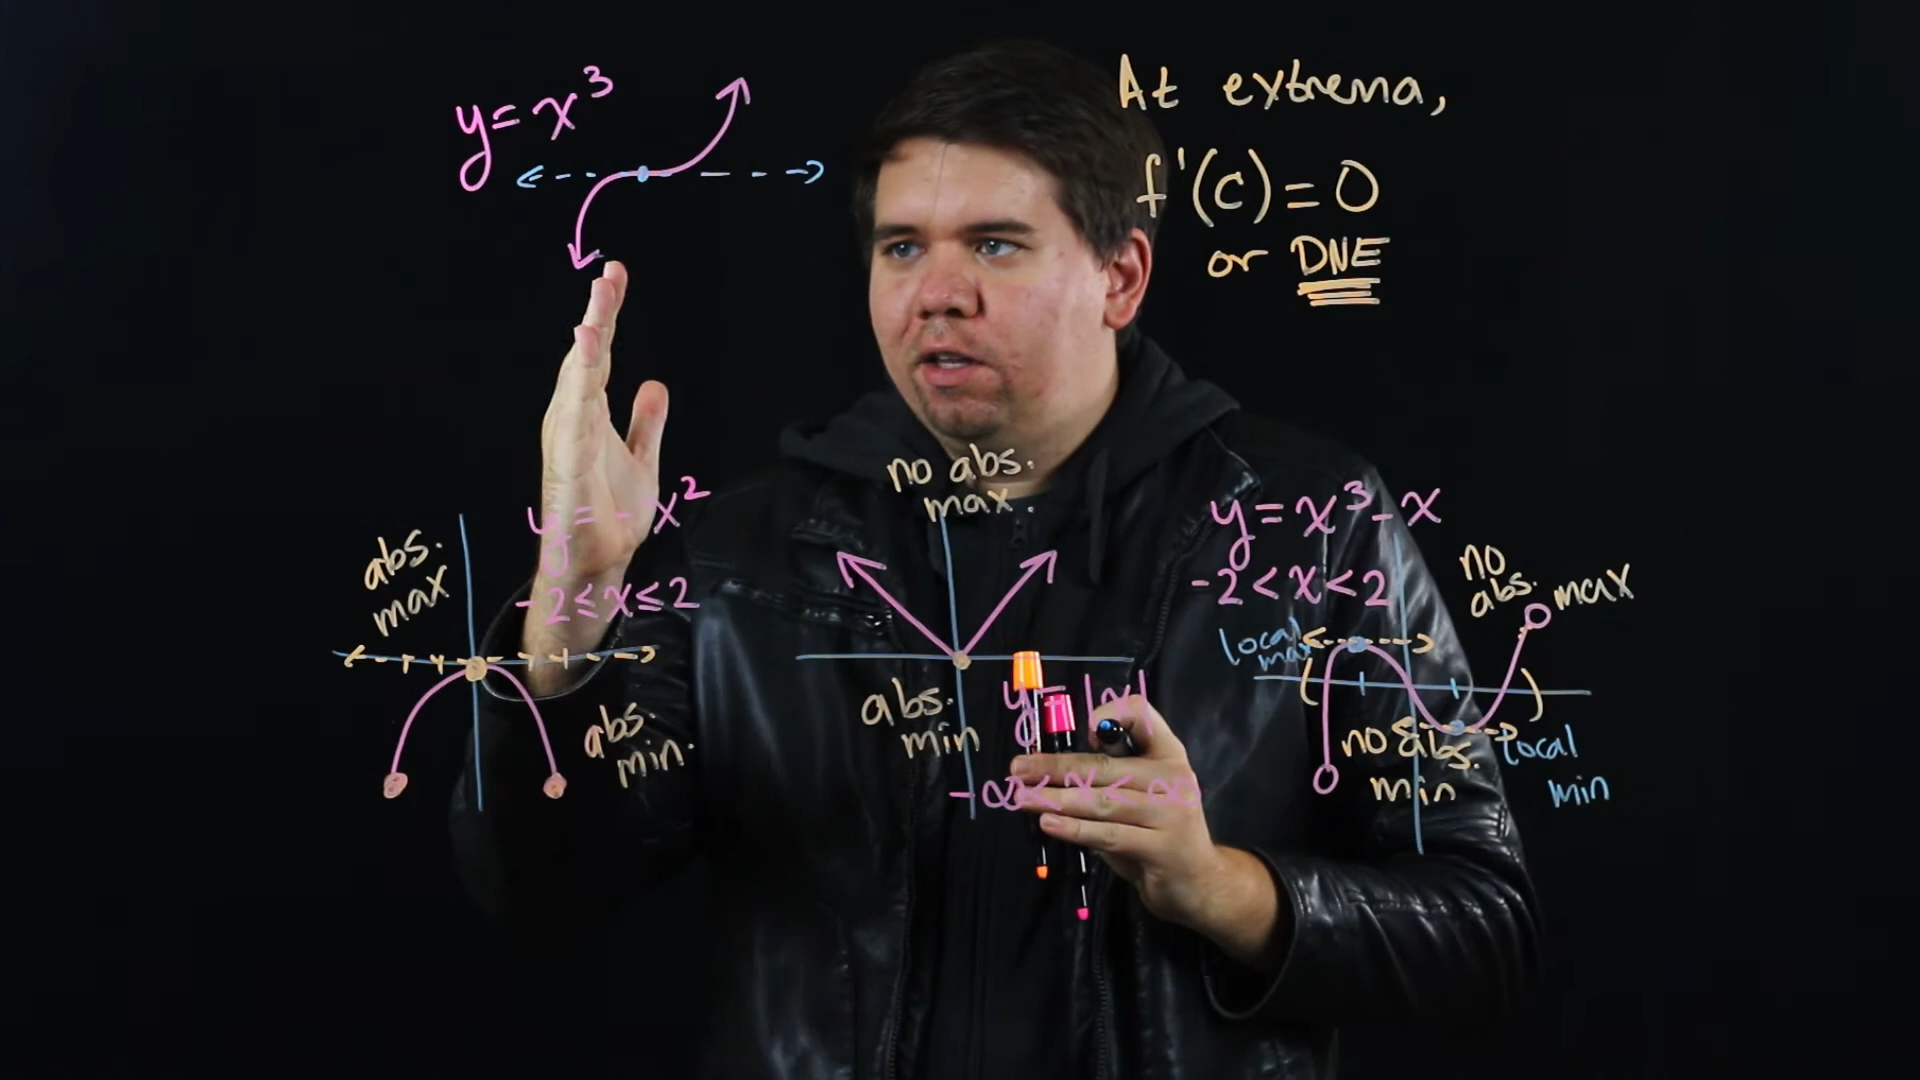 y = x³
At extrema,
f'(c) = 0
or DNE
abs.
max
y = -x²
-2 ≤ x ≤ 2
abs.
min.
no abs.
max.
abs.
min
y = |x|
-∞ < x < ∞
y = x³ - x
-2 < x < 2
no
abs.
max
local
max
( )
no abs.
min
local
min